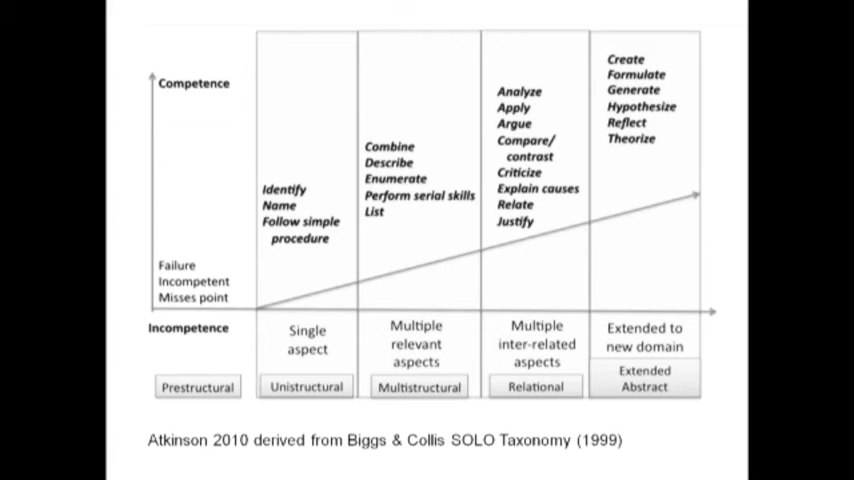 Competence
Failure
Incompetent
Misses point
Incompetence
Prestructural
Identify
Name
Follow simple
procedure
Single
aspect
Unistructural
Combine
Describe
Enumerate
Perform serial skills
List
Multiple
relevant
aspects
Multistructural
Analyze
Apply
Argue
Compare/
contrast
Criticize
Explain causes
Relate
Justify
Multiple
inter-related
aspects
Relational
Create
Formulate
Generate
Hypothesize
Reflect
Theorize
Extended to
new domain
Extended
Abstract
Atkinson 2010 derived from Biggs & Collis SOLO Taxonomy (1999)